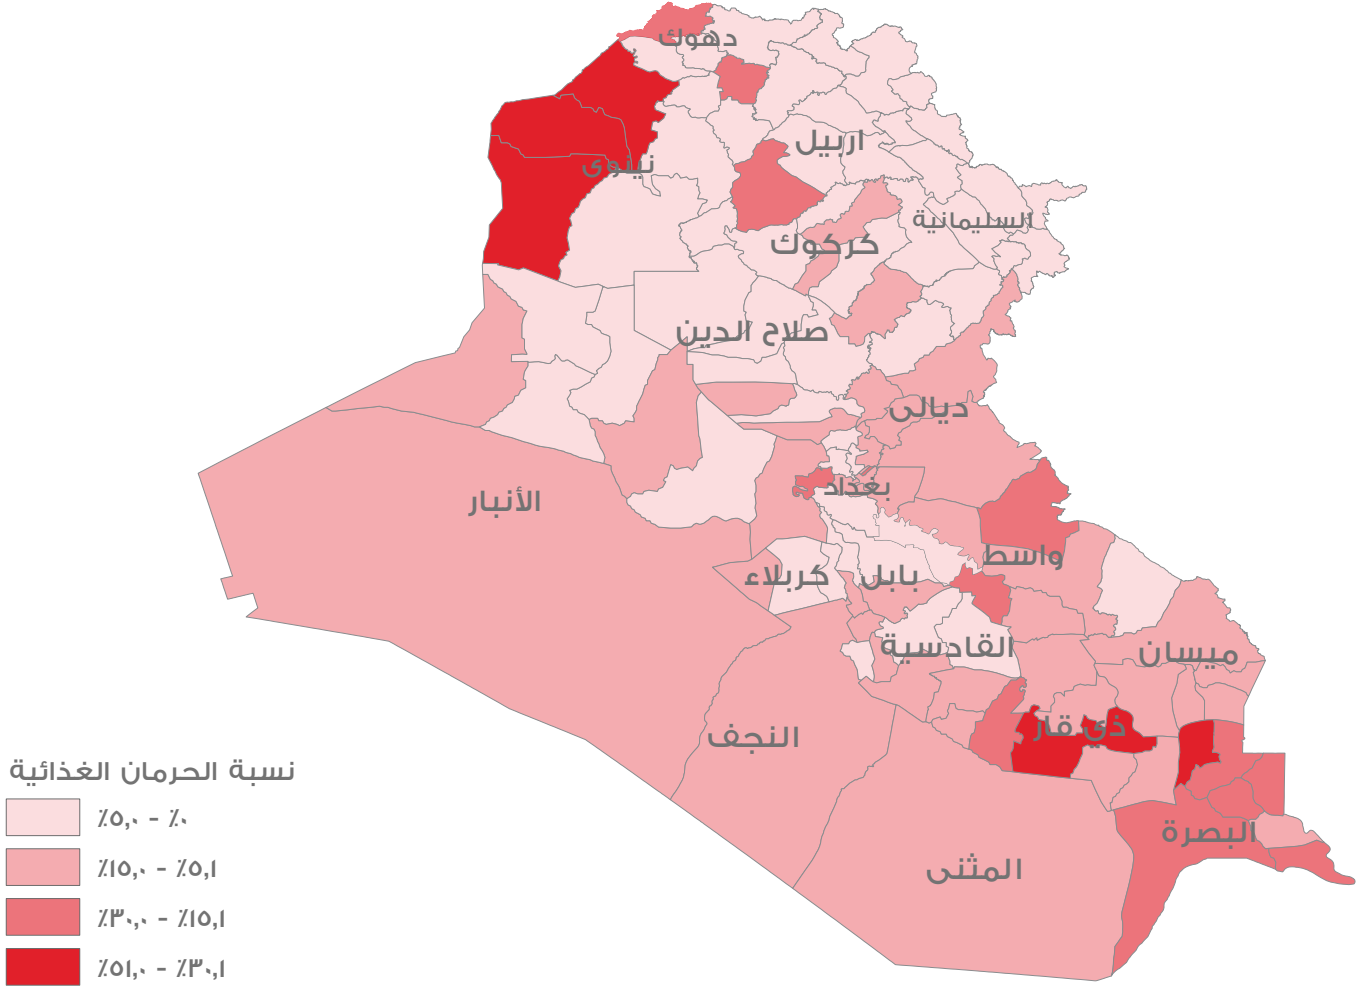 دهوك
اربيل
نينوى
السليمانية
كركوك
صلاح الدين
ديالى
بغداد
الأنبار
واسط
كربلاء
بابل
القادسية
ميسان
ذي قار
النجف
البصرة
المثنى
نسبة الحرمان الغذائية
٪٥,٠ - ٪٠
٪١٥,٠ - ٪٥,١
٪٣٠,٠ - ٪١٥,١
٪٥١,٠ - ٪٣٠,١